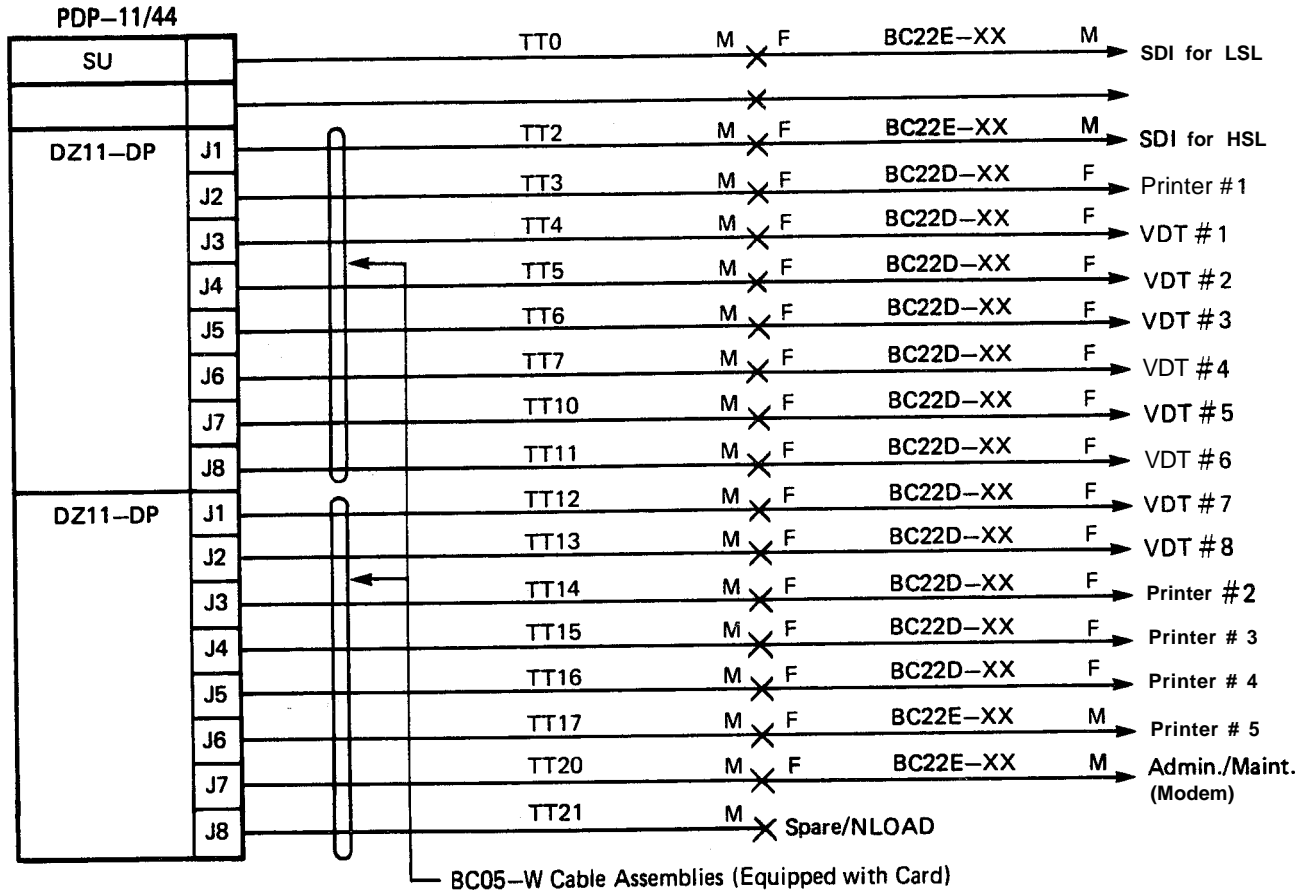 PDP–11/44
SU TT0 M F BC22E–XX M SDI for LSL
DZ11–DP J1 TT2 M F BC22E–XX M SDI for HSL
J2 TT3 M F BC22D–XX F Printer #1
J3 TT4 M F BC22D–XX F VDT #1
J4 TT5 M F BC22D–XX F VDT #2
J5 TT6 M F BC22D–XX F VDT #3
J6 TT7 M F BC22D–XX F VDT #4
J7 TT10 M F BC22D–XX F VDT #5
J8 TT11 M F BC22D–XX F VDT #6
DZ11–DP J1 TT12 M F BC22D–XX F VDT #7
J2 TT13 M F BC22D–XX F VDT #8
J3 TT14 M F BC22D–XX F Printer #2
J4 TT15 M F BC22D–XX F Printer # 3
J5 TT16 M F BC22D–XX F Printer # 4
J6 TT17 M F BC22E–XX M Printer # 5
J7 TT20 M F BC22E–XX M Admin./Maint.
(Modem)
J8 TT21 M Spare/NLOAD
BC05–W Cable Assemblies (Equipped with Card)